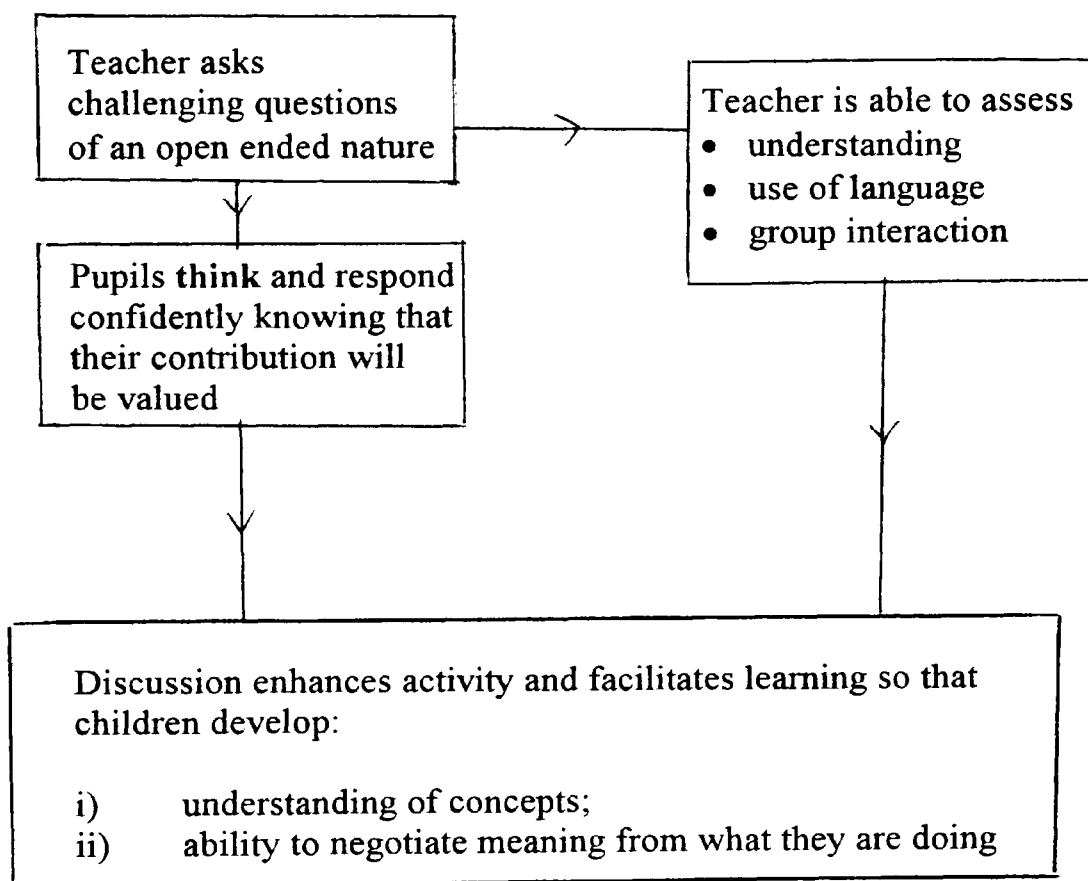 Teacher asks
challenging questions
of an open ended nature
Teacher is able to assess
• understanding
• use of language
• group interaction
Pupils think and respond
confidently knowing that
their contribution will
be valued
Discussion enhances activity and facilitates learning so that
children develop:
i) understanding of concepts;
ii) ability to negotiate meaning from what they are doing